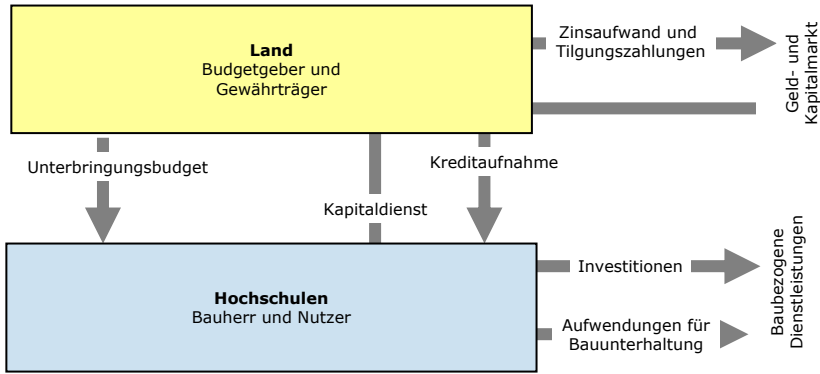 Land
Budgetgeber und
Gewährträger
Zinsaufwand und
Tilgungszahlungen
Geld- und
Kapitalmarkt
Unterbringungsbudget
Kapitaldienst
Kreditaufnahme
Hochschulen
Bauherr und Nutzer
Investitionen
Aufwendungen für
Bauunterhaltung
Baubezogene
Dienstleistungen